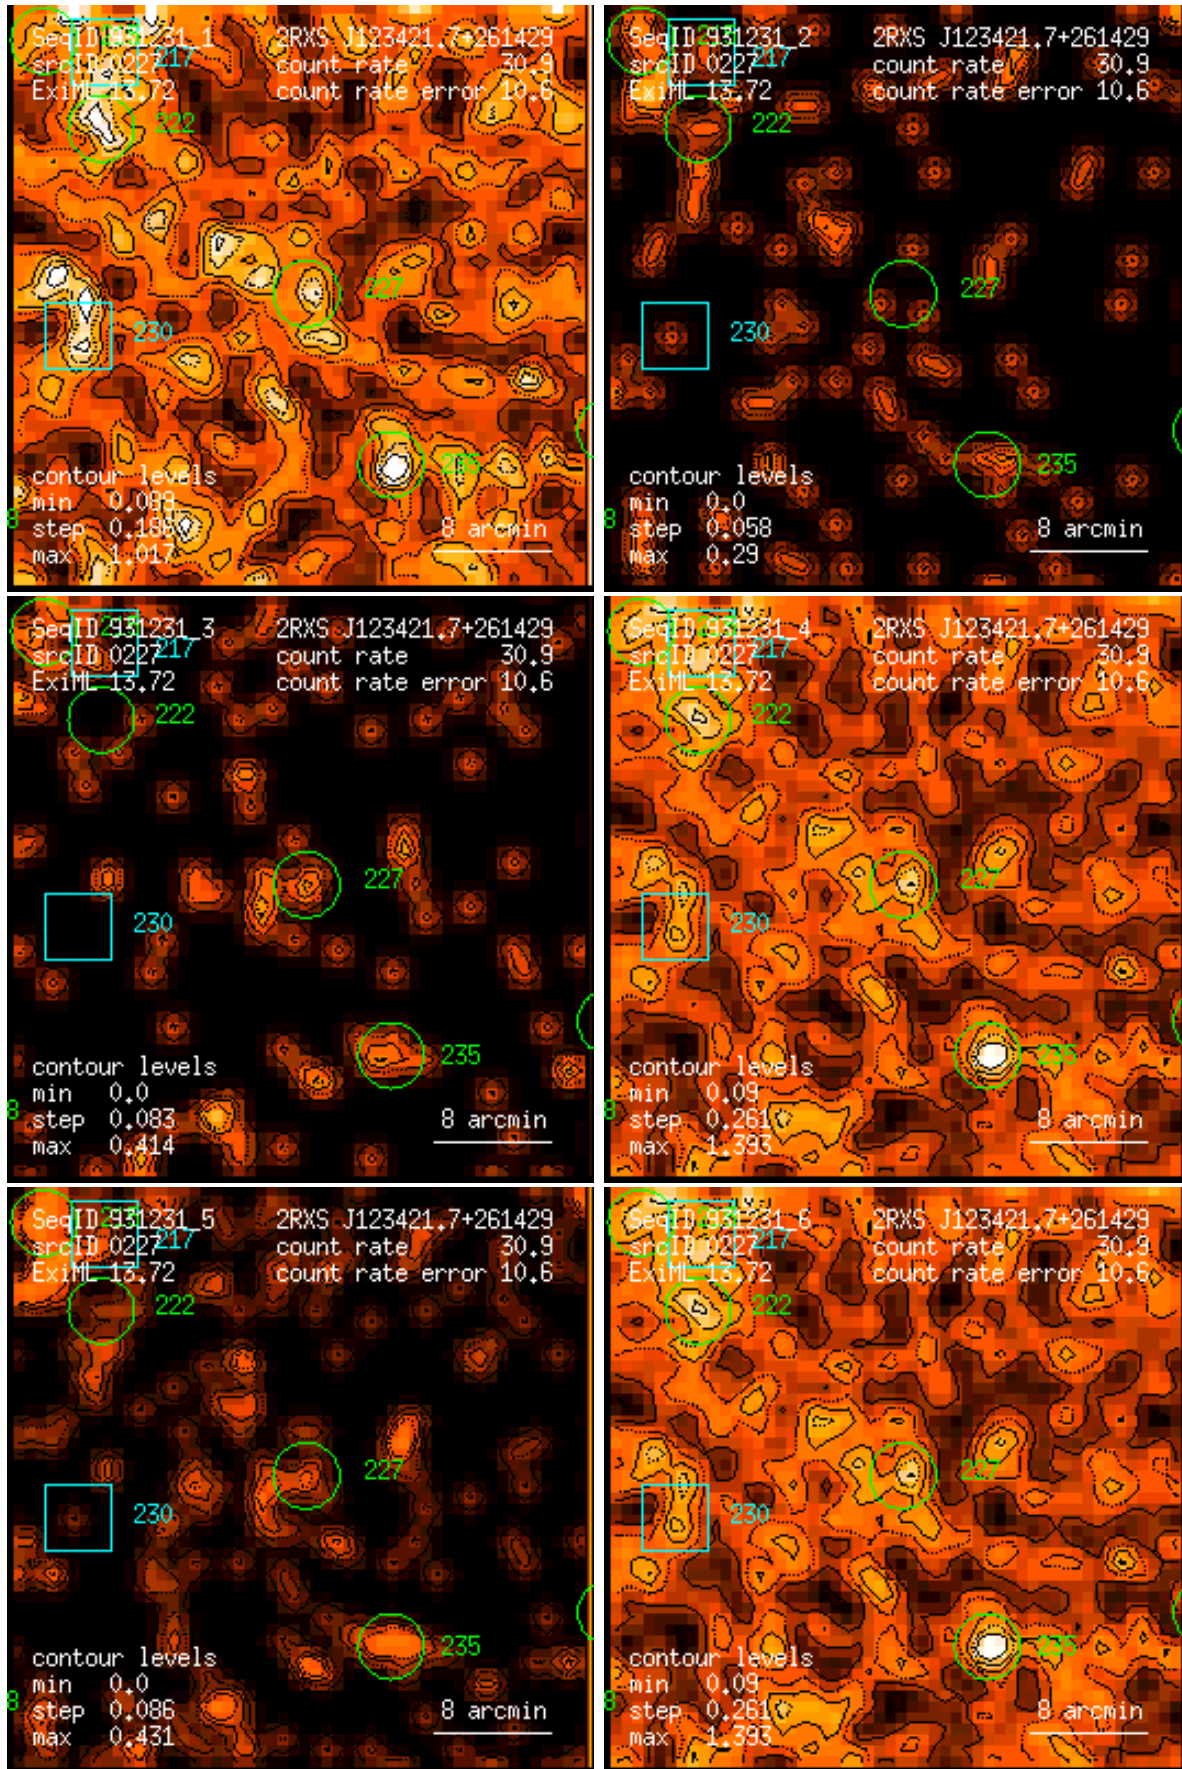 SeqID 931231_1 2RXS J123421.7+261429
srcID 0227 217 count rate 30.9
ExiML 13.72 count rate error 10.6
222
227
230
235
contour levels
min 0.099
step 0.186
8
8 arcmin
max 1.017
SeqID 931231_2 2RXS J123421.7+261429
srcID 0227 217 count rate 30.9
ExiML 13.72 count rate error 10.6
222
227
230
235
contour levels
min 0.0
step 0.058
8
8 arcmin
max 0.29
SeqID 931231_3 2RXS J123421.7+261429
srcID 0227 217 count rate 30.9
ExiML 13.72 count rate error 10.6
222
227
230
235
contour levels
min 0.0
step 0.083
8
8 arcmin
max 0.414
SeqID 931231_4 2RXS J123421.7+261429
srcID 0227 217 count rate 30.9
ExiML 13.72 count rate error 10.6
222
227
230
235
contour levels
min 0.09
step 0.261
8
8 arcmin
max 1.393
SeqID 931231_5 2RXS J123421.7+261429
srcID 0227 217 count rate 30.9
ExiML 13.72 count rate error 10.6
222
227
230
235
contour levels
min 0.0
step 0.086
8
8 arcmin
max 0.431
SeqID 931231_6 2RXS J123421.7+261429
srcID 0227 217 count rate 30.9
ExiML 13.72 count rate error 10.6
222
227
230
235
contour levels
min 0.09
step 0.261
8
8 arcmin
max 1.393